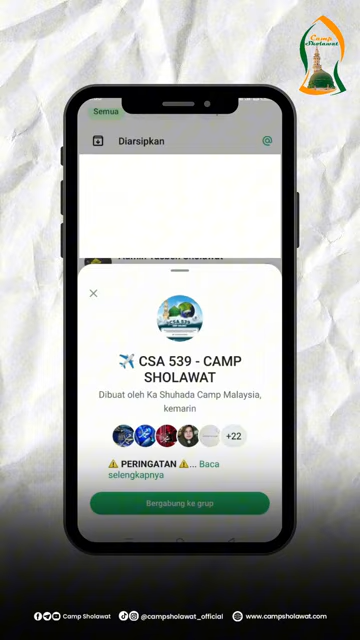 Camp
Sholawat
Semua
Diarsipkan
✈️ CSA 539 - CAMP
SHOLAWAT
Dibuat oleh Ka Shuhada Camp Malaysia,
kemarin
+22
⚠️ PERINGATAN ⚠️... Baca
selengkapnya
Bergabung ke grup
Camp Sholawat
@campsholawat_official
www.campsholawat.com